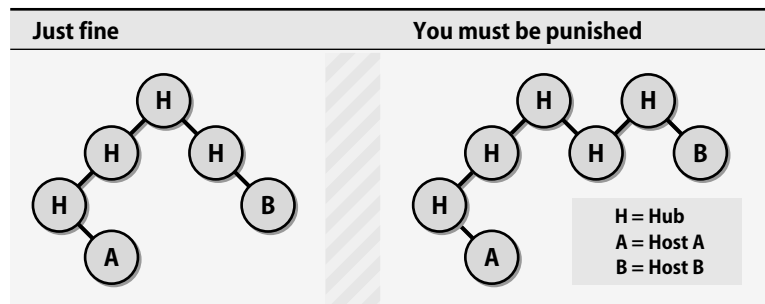 Just fine
You must be punished
H
H H
H B
A
H H
H H B
H
A
H = Hub
A = Host A
B = Host B